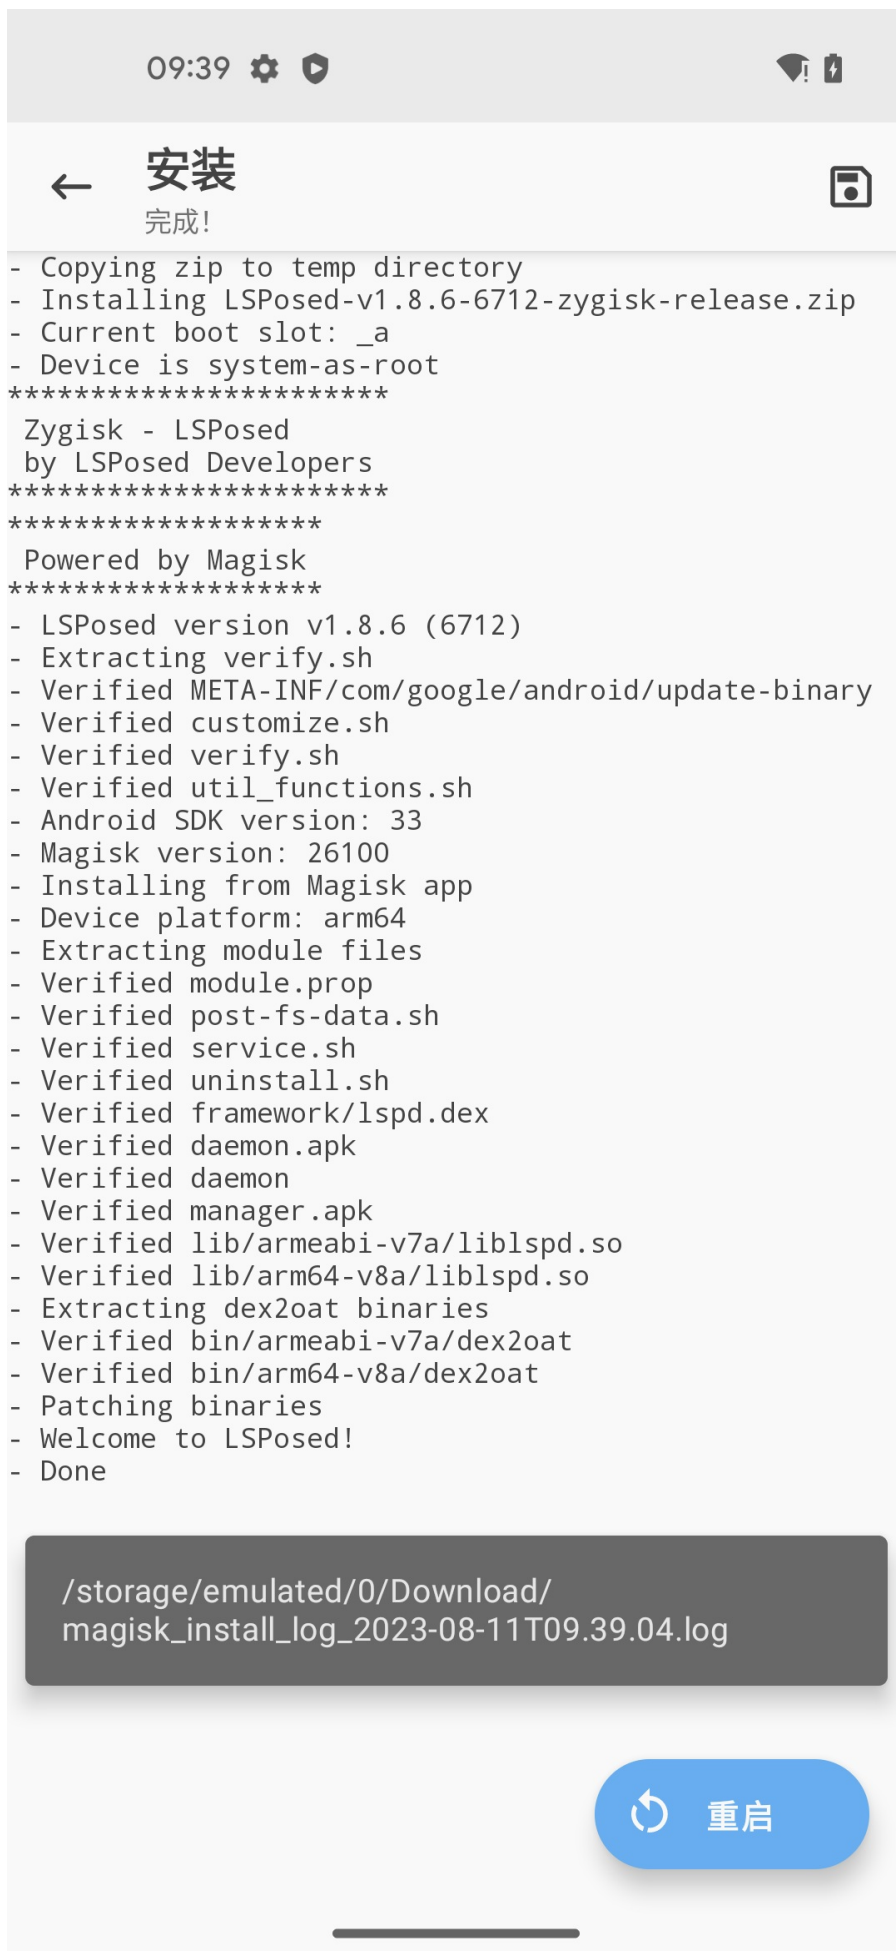 09:39
安装
完成！
- Copying zip to temp directory
- Installing LSPosed-v1.8.6-6712-zygisk-release.zip
- Current boot slot: _a
- Device is system-as-root
***********************
Zygisk - LSPosed
by LSPosed Developers
***********************
*******************
Powered by Magisk
*******************
- LSPosed version v1.8.6 (6712)
- Extracting verify.sh
- Verified META-INF/com/google/android/update-binary
- Verified customize.sh
- Verified verify.sh
- Verified util_functions.sh
- Android SDK version: 33
- Magisk version: 26100
- Installing from Magisk app
- Device platform: arm64
- Extracting module files
- Verified module.prop
- Verified post-fs-data.sh
- Verified service.sh
- Verified uninstall.sh
- Verified framework/lspd.dex
- Verified daemon.apk
- Verified daemon
- Verified manager.apk
- Verified lib/armeabi-v7a/liblspd.so
- Verified lib/arm64-v8a/liblspd.so
- Extracting dex2oat binaries
- Verified bin/armeabi-v7a/dex2oat
- Verified bin/arm64-v8a/dex2oat
- Patching binaries
- Welcome to LSPosed!
- Done
/storage/emulated/0/Download/
magisk_install_log_2023-08-11T09.39.04.log
重启